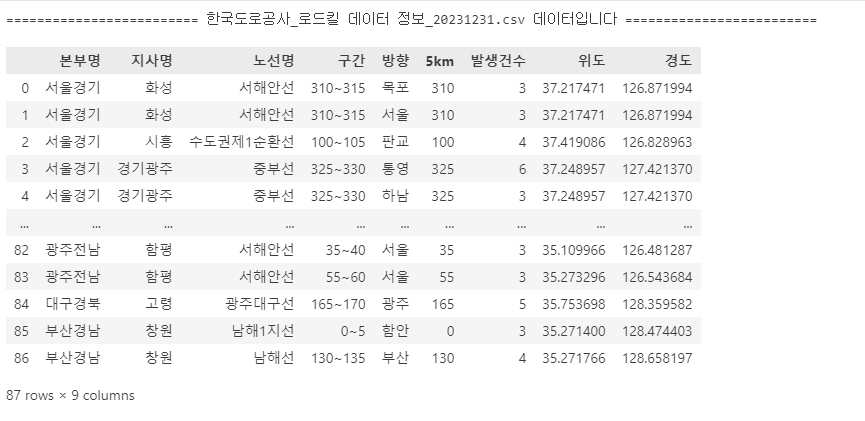 ========================= 한국도로공사_로드킬 데이터 정보_20231231.csv 데이터입니다 =========================
본부명 지사명 노선명 구간 방향 5km 발생건수 위도 경도
0 서울경기 화성 서해안선 310~315 목포 310 3 37.217471 126.871994
1 서울경기 화성 서해안선 310~315 서울 310 3 37.217471 126.871994
2 서울경기 시흥 수도권제1순환선 100~105 판교 100 4 37.419086 126.828963
3 서울경기 경기광주 중부선 325~330 통영 325 6 37.248957 127.421370
4 서울경기 경기광주 중부선 325~330 하남 325 3 37.248957 127.421370
... ... ... ... ... ... ... ... ... ...
82 광주전남 함평 서해안선 35~40 서울 35 3 35.109966 126.481287
83 광주전남 함평 서해안선 55~60 서울 55 3 35.273296 126.543684
84 대구경북 고령 광주대구선 165~170 광주 165 5 35.753698 128.359582
85 부산경남 창원 남해1지선 0~5 함안 0 3 35.271400 128.474403
86 부산경남 창원 남해선 130~135 부산 130 4 35.271766 128.658197
87 rows × 9 columns